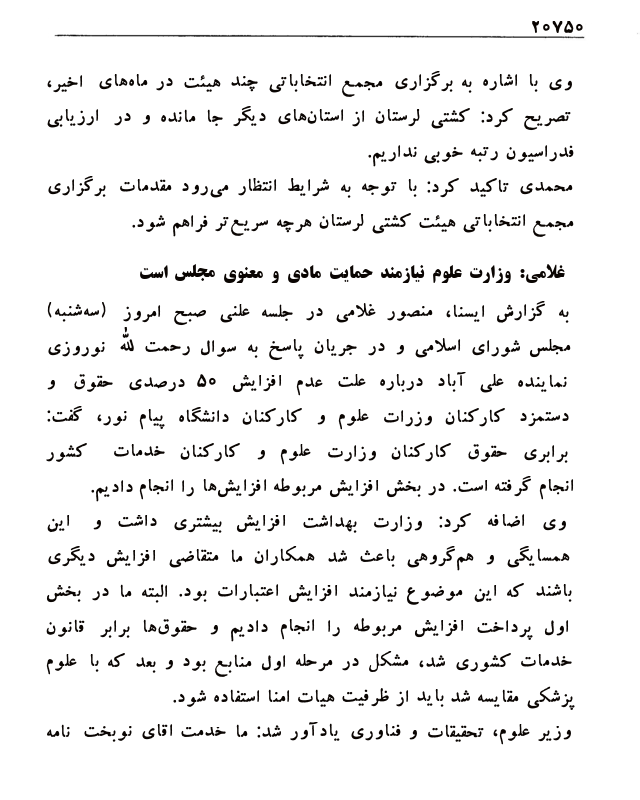 ۲۰۷۵۰
وی با اشاره به برگزاری مجمع انتخاباتی چند هیئت در ماه‌های اخیر،
تصریح کرد: کشتی لرستان از استان‌های دیگر جا مانده و در ارزیابی
فدراسیون رتبه خوبی نداریم.
محمدی تاکید کرد: با توجه به شرایط انتظار می‌رود مقدمات برگزاری
مجمع انتخاباتی هیئت کشتی لرستان هرچه سریع‌تر فراهم شود.
غلامی: وزارت علوم نیازمند حمایت مادی و معنوی مجلس است
به گزارش ایسنا، منصور غلامی در جلسه علنی صبح امروز (سه‌شنبه)
مجلس شورای اسلامی و در جریان پاسخ به سوال رحمت لله نوروزی
نماینده علی آباد درباره علت عدم افزایش ۵۰ درصدی حقوق و
دستمزد کارکنان وزرات علوم و کارکنان دانشگاه پیام نور، گفت:
برابری حقوق کارکنان وزارت علوم و کارکنان خدمات کشور
انجام گرفته است. در بخش افزایش مربوطه افزایش‌ها را انجام دادیم.
وی اضافه کرد: وزارت بهداشت افزایش بیشتری داشت و این
همسایگی و هم‌گروهی باعث شد همکاران ما متقاضی افزایش دیگری
باشند که این موضوع نیازمند افزایش اعتبارات بود. البته ما در بخش
اول پرداخت افزایش مربوطه را انجام دادیم و حقوق‌ها برابر قانون
خدمات کشوری شد، مشکل در مرحله اول منابع بود و بعد که با علوم
پزشکی مقایسه شد باید از ظرفیت هیات امنا استفاده شود.
وزیر علوم، تحقیقات و فناوری یادآور شد: ما خدمت اقای نوبخت نامه